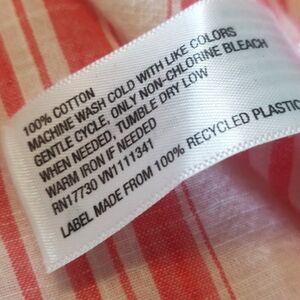 100% COTTON
MACHINE WASH COLD WITH LIKE COLORS
GENTLE CYCLE, ONLY NON-CHLORINE BLEACH
WHEN NEEDED, TUMBLE DRY LOW
WARM IRON IF NEEDED
RN17730 VN1111341
LABEL MADE FROM 100% RECYCLED PLASTIC